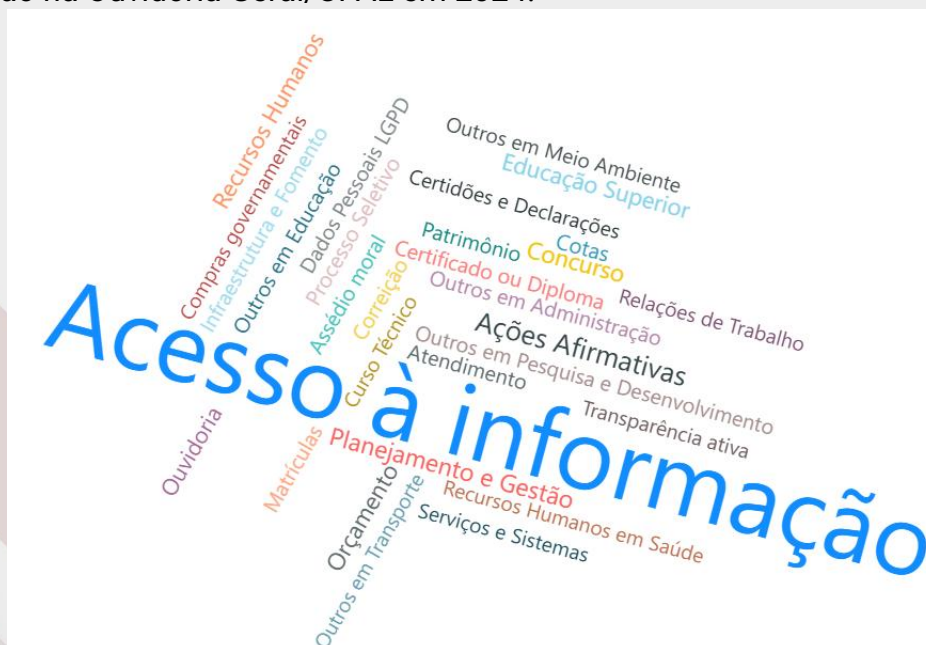 na Ouvidoria Geral/UFAL em 2024.
Recursos Humanos
Compras governamentais
Infraestrutura e Fomento
Outros em Educação
Dados Pessoais LGPD
Processo Seletivo
Assédio moral
Correição
Curso Técnico
Outros em Meio Ambiente
Educação Superior
Certidões e Declarações
Cotas
Patrimônio
Concurso
Certificado ou Diploma
Outros em Administração
Relações de Trabalho
Ações Afirmativas
Outros em Pesquisa e Desenvolvimento
Atendimento
Transparência ativa
Acesso à informação
Ouvidoria
Matrículas
Planejamento e Gestão
Orçamento
Outros em Transporte
Recursos Humanos em Saúde
Serviços e Sistemas